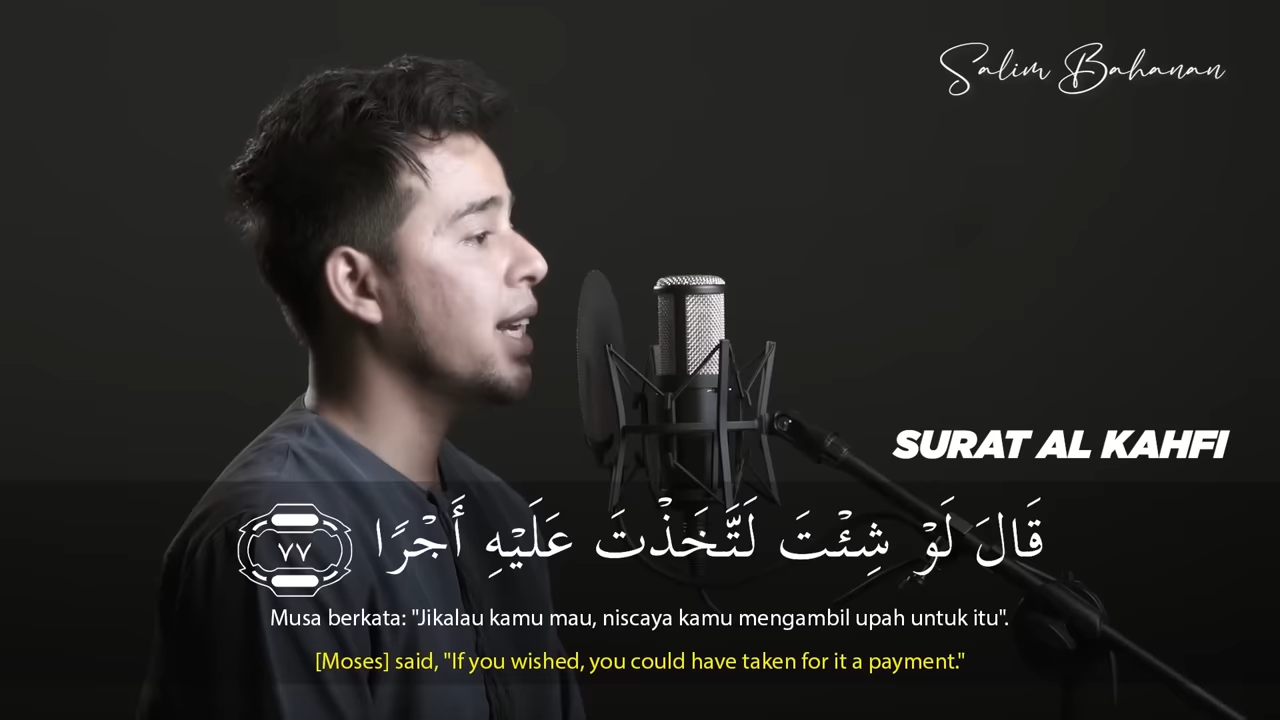 Salim Bahanan
SURAT AL KAHFI
قَالَ لَوْ شِئْتَ لَتَّخَذْتَ عَلَيْهِ أَجْرًا ٧٧
Musa berkata: "Jikalau kamu mau, niscaya kamu mengambil upah untuk itu".
[Moses] said, "If you wished, you could have taken for it a payment."